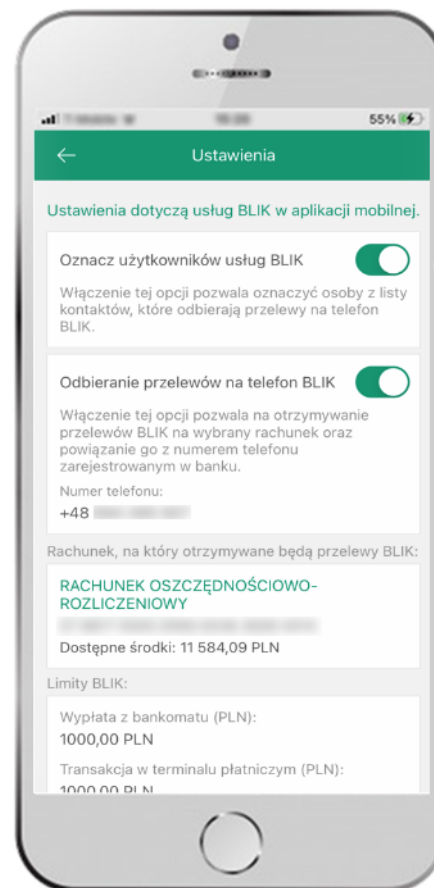 55%
Ustawienia
Ustawienia dotyczą usług BLIK w aplikacji mobilnej.
Oznacz użytkowników usług BLIK
Włączenie tej opcji pozwala oznaczyć osoby z listy
kontaktów, które odbierają przelewy na telefon
BLIK.
Odbieranie przelewów na telefon BLIK
Włączenie tej opcji pozwala na otrzymywanie
przelewów BLIK na wybrany rachunek oraz
powiązanie go z numerem telefonu
zarejestrowanym w banku.
Numer telefonu:
+48
Rachunek, na który otrzymywane będą przelewy BLIK:
RACHUNEK OSZCZĘDNOŚCIOWO-
ROZLICZENIOWY
Dostępne środki: 11 584,09 PLN
Limity BLIK:
Wypłata z bankomatu (PLN):
1000,00 PLN
Transakcja w terminalu płatniczym (PLN):
1000,00 PLN